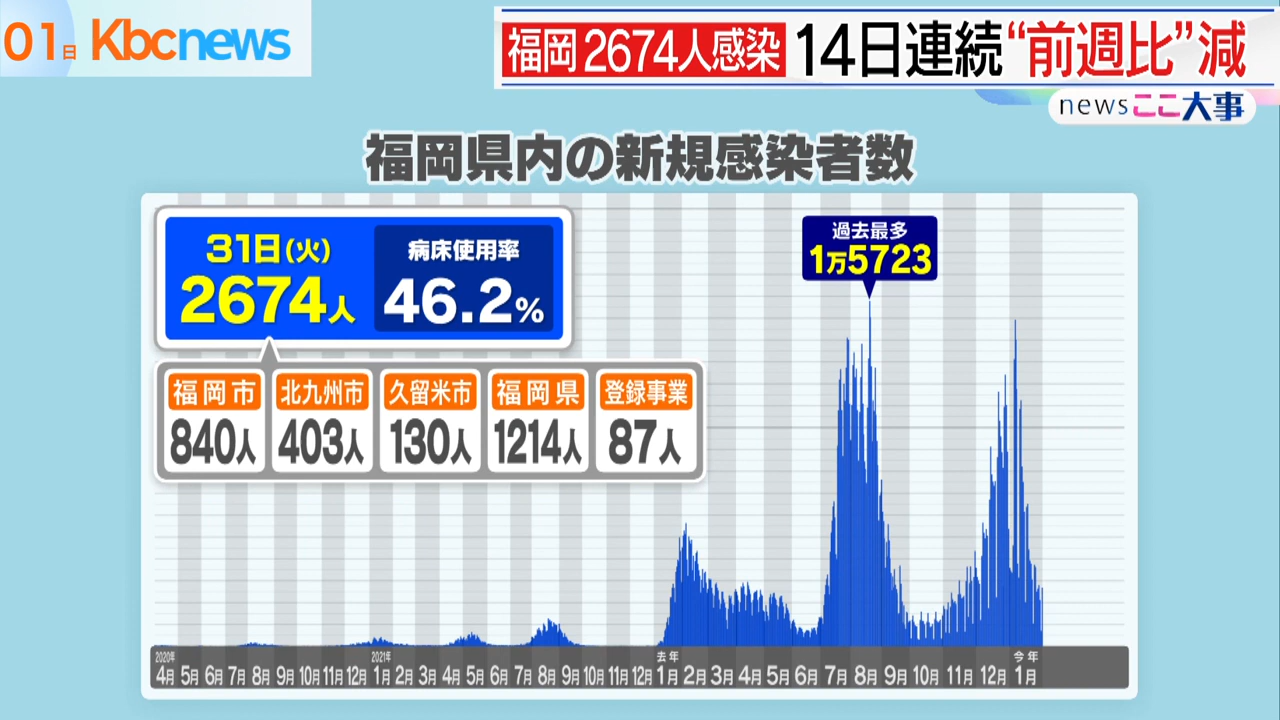 01日 Kbcnews
福岡2674人感染 14日連続“前週比”減
newsここ大事
福岡県内の新規感染者数
31日(火)
2674人
病床使用率
46.2%
過去最多
1万5723
福岡市 北九州市 久留米市 福岡県 登録事業
840人 403人 130人 1214人 87人
2020年 2021年 去年 今年
4月 5月 6月 7月 8月 9月 10月 11月 12月 1月 2月 3月 4月 5月 6月 7月 8月 9月 10月 11月 12月 1月 2月 3月 4月 5月 6月 7月 8月 9月 10月 11月 12月 1月